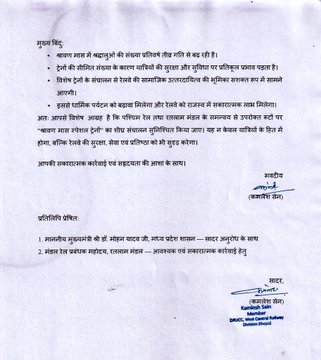 मुख्य बिंदु:
• श्रावण मास में श्रद्धालुओं की संख्या प्रतिवर्ष तीव्र गति से बढ़ रही है।
• ट्रेनों की सीमित संख्या के कारण यात्रियों की सुरक्षा और सुविधा पर प्रतिकूल प्रभाव पड़ता है।
• विशेष ट्रेनों के संचालन से रेलवे की सामाजिक उत्तरदायित्व की भूमिका सशक्त रूप में सामने
आएगी।
• इससे धार्मिक पर्यटन को बढ़ावा मिलेगा और रेलवे को राजस्व में सकारात्मक लाभ मिलेगा।
अतः आपसे विशेष आग्रह है कि पश्चिम रेल तथा रतलाम मंडल के समन्वय से उपरोक्त रूटों पर
"श्रावण मास स्पेशल ट्रेनों" का शीघ्र संचालन सुनिश्चित किया जाए। यह न केवल यात्रियों के हित में
होगा, बल्कि रेलवे की सुरक्षा, सेवा एवं प्रतिष्ठा को भी सुदृढ़ करेगा।
आपकी सकारात्मक कार्रवाई एवं सहृदयता की आशा के साथ।
भवदीय
(कमलेश सेन)
प्रतिलिपि प्रेषित:
1. माननीय मुख्यमंत्री श्री डॉ. मोहन यादव जी, मध्य प्रदेश शासन — सादर अनुरोध के साथ
2. मंडल रेल प्रबंधक महोदय, रतलाम मंडल — आवश्यक एवं सकारात्मक कार्रवाई हेतु
सादर,
(कमलेश सेन)
Kamlesh Sain
Member
DRUCC, West Central Railway
Division Bhopal